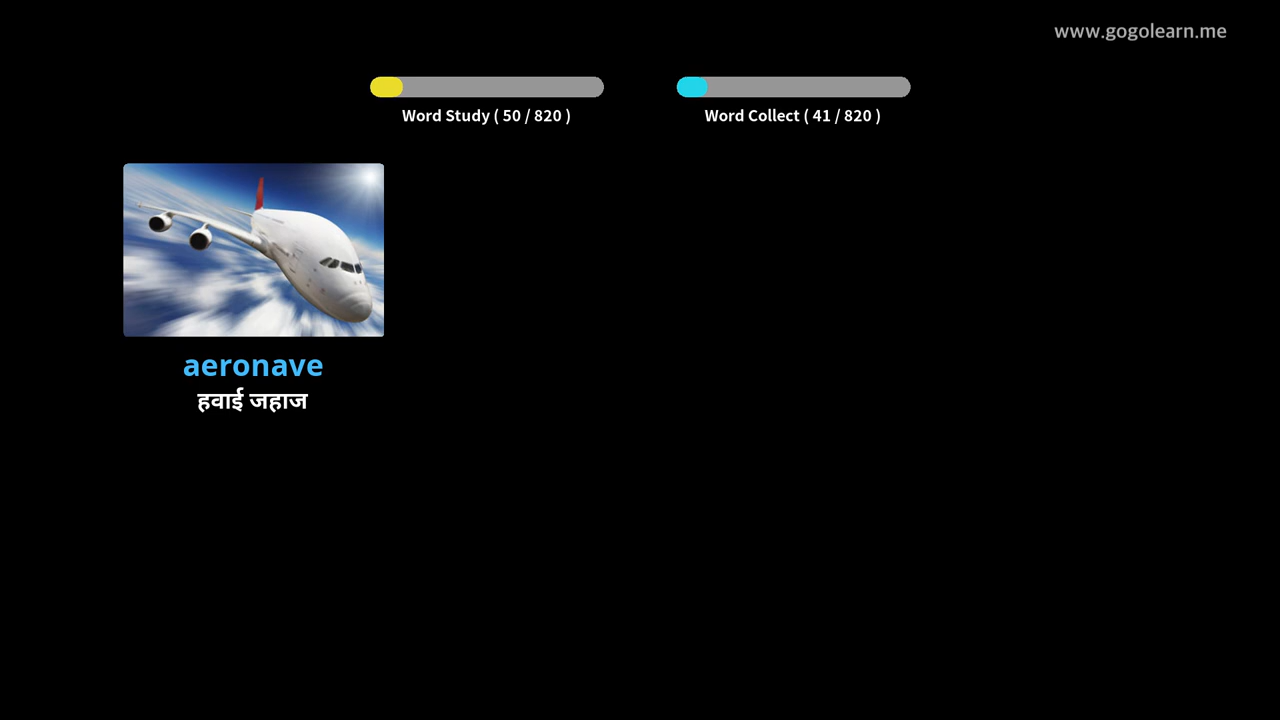 www.gogolearn.me
Word Study ( 50 / 820 )
Word Collect ( 41 / 820 )
aeronave
हवाई जहाज